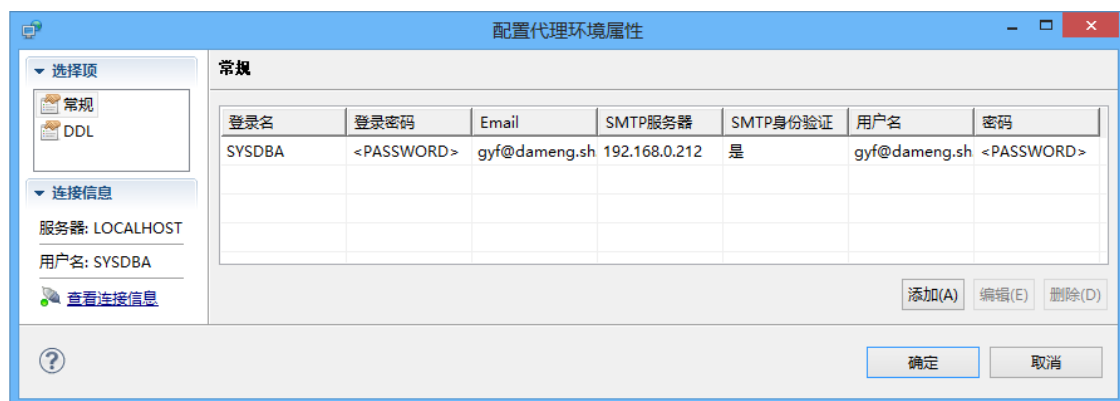 配置代理环境属性
选择项
常规
DDL
连接信息
服务器: LOCALHOST
用户名: SYSDBA
查看连接信息
常规
登录名 登录密码 Email SMTP服务器 SMTP身份验证 用户名 密码
SYSDBA <PASSWORD> gyf@dameng.sh 192.168.0.212 是 gyf@dameng.sh <PASSWORD>
添加(A) 编辑(E) 删除(D)
确定 取消